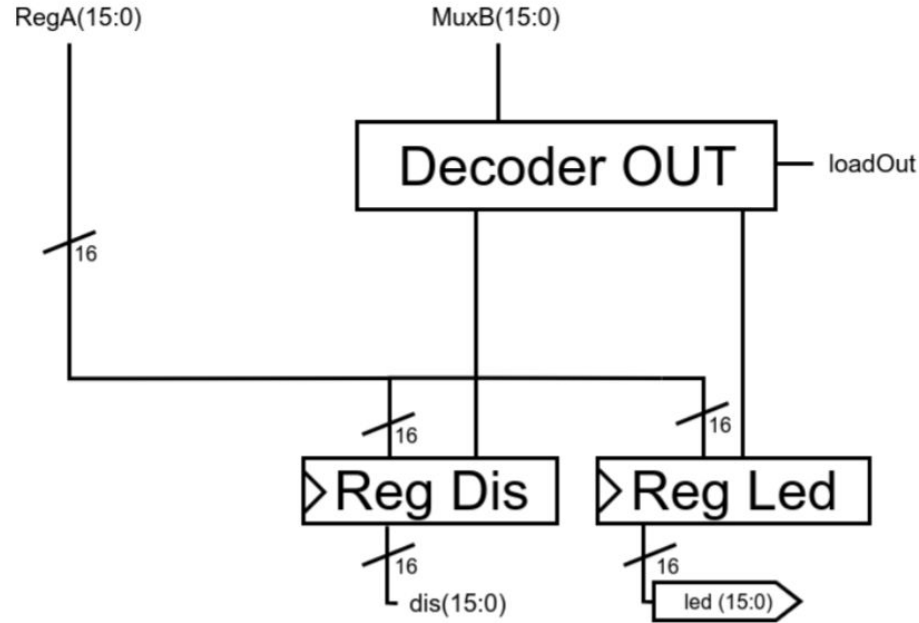 RegA(15:0)
MuxB(15:0)
Decoder OUT
loadOut
16
16
16
Reg Dis
Reg Led
16
16
dis(15:0)
led (15:0)